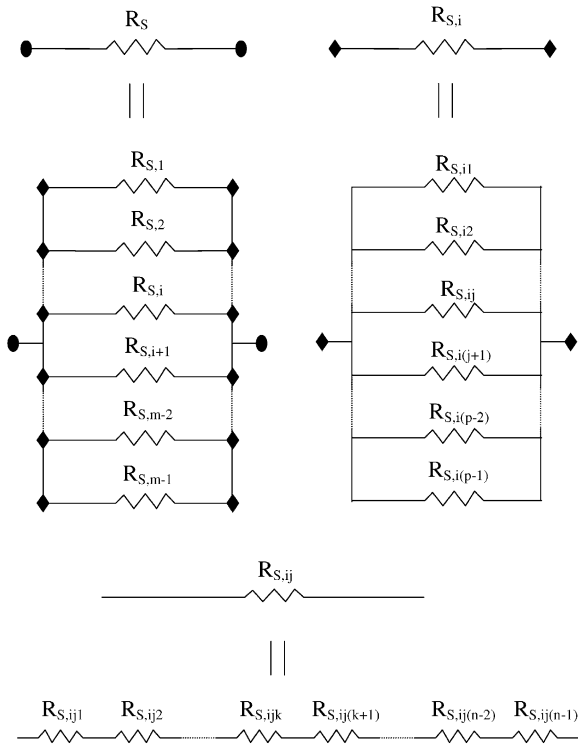 R_S R_S,i
R_S,1
R_S,2
R_S,i
R_S,i+1
R_S,m-2
R_S,m-1
R_S,i1
R_S,i2
R_S,ij
R_S,i(j+1)
R_S,i(p-2)
R_S,i(p-1)
R_S,ij
R_S,ij1 R_S,ij2 R_S,ijk R_S,ij(k+1) R_S,ij(n-2) R_S,ij(n-1)